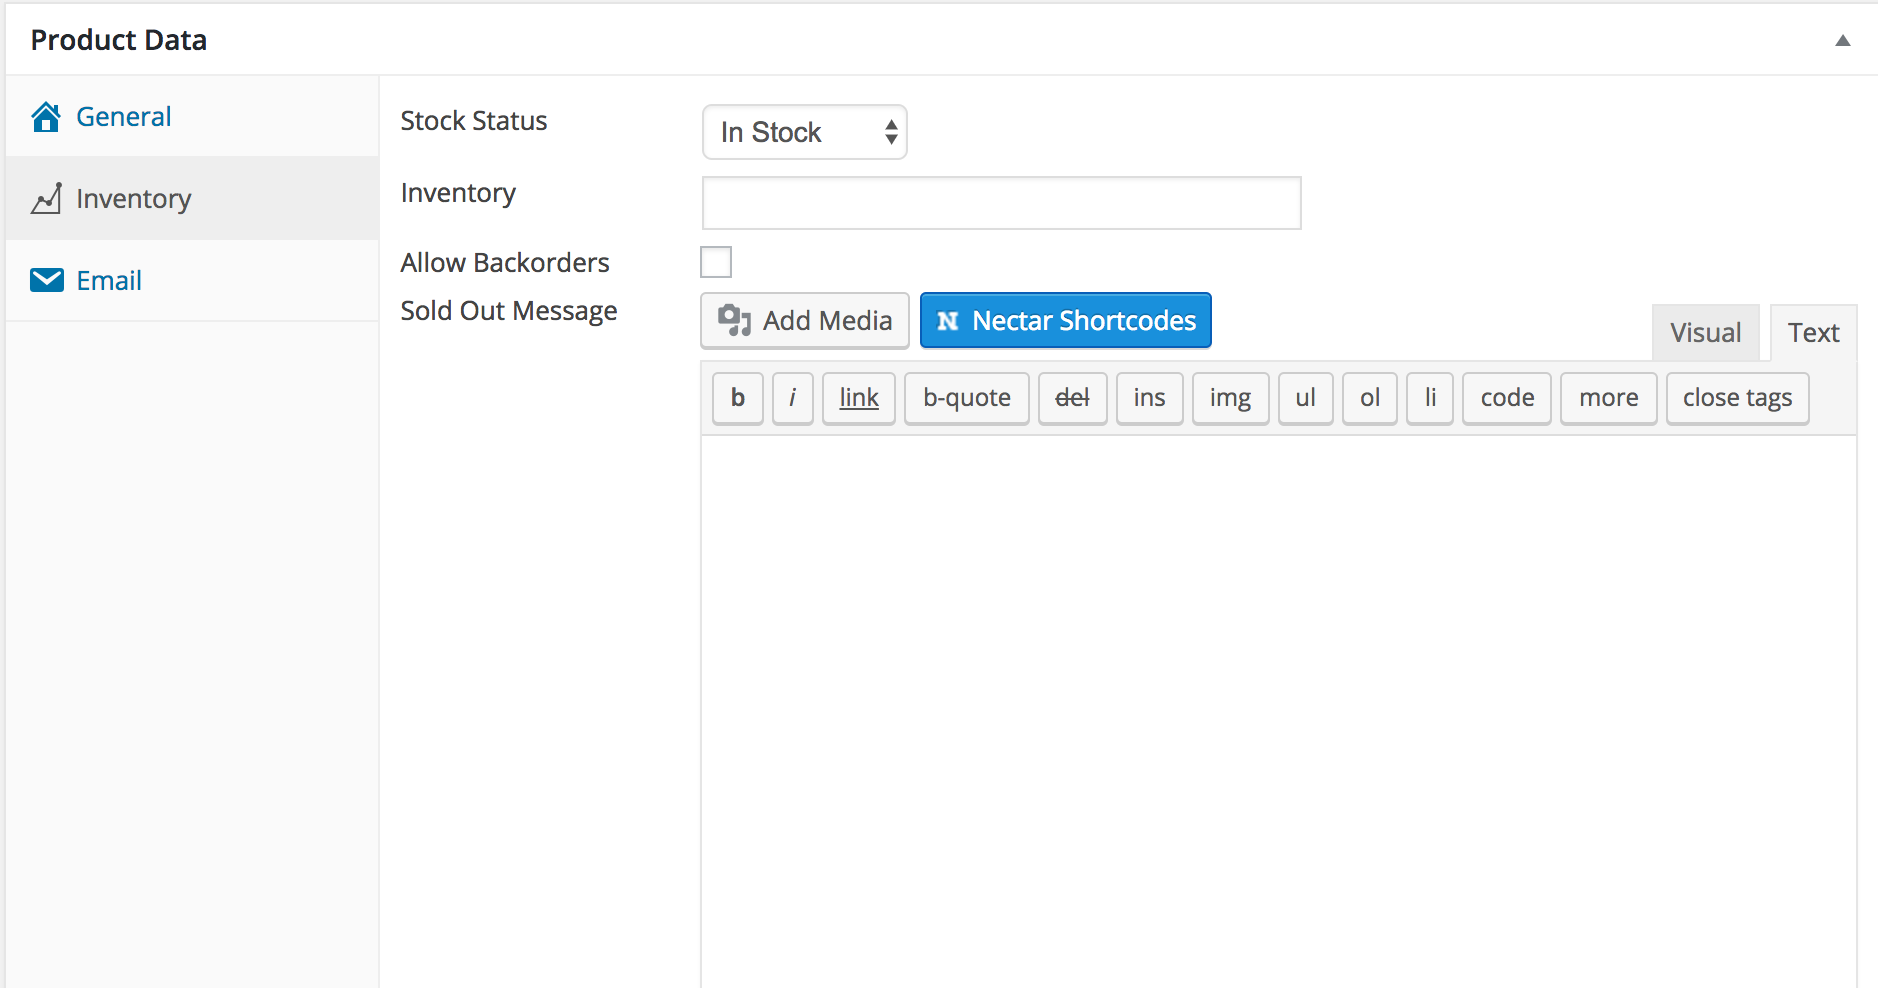 Product Data
General
Inventory
Email
Stock Status
In Stock
Inventory
Allow Backorders
Sold Out Message
Add Media
N Nectar Shortcodes
Visual
Text
b i link b-quote del ins img ul ol li code more close tags